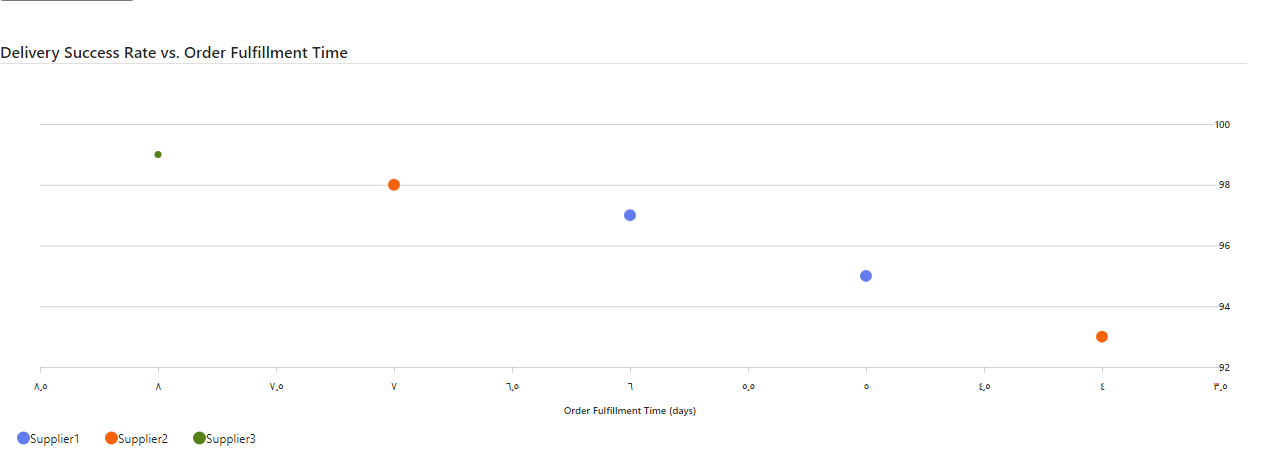 Delivery Success Rate vs. Order Fulfillment Time
100
98
96
94
92
٨٫٥ ٨ ٧٫٥ ٧ ٦٫٥ ٦ ٥٫٥ ٥ ٤٫٥ ٤ ٣٫٥
Order Fulfillment Time (days)
Supplier1 Supplier2 Supplier3